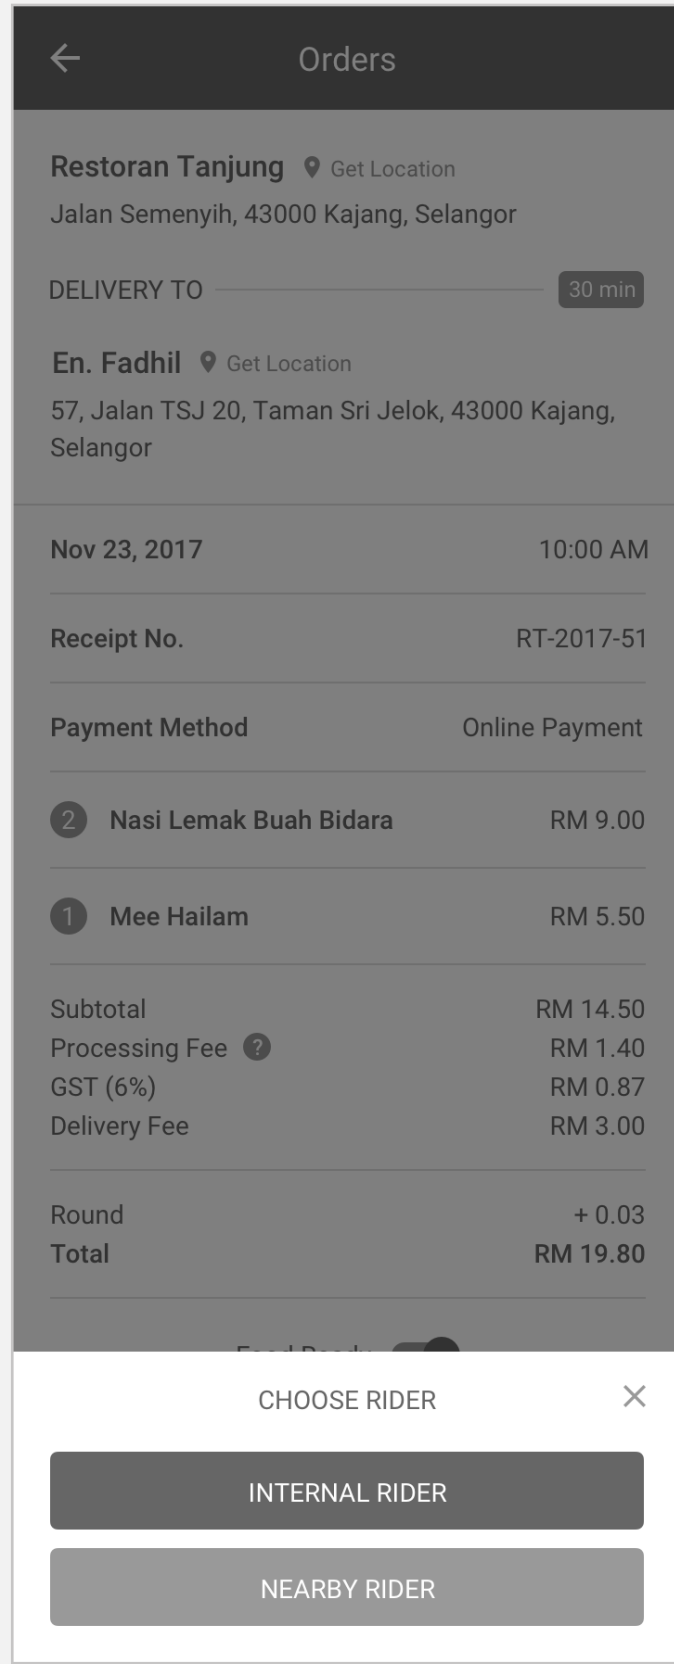 Orders
Restoran Tanjung Get Location
Jalan Semenyih, 43000 Kajang, Selangor
DELIVERY TO 30 min
En. Fadhil Get Location
57, Jalan TSJ 20, Taman Sri Jelok, 43000 Kajang,
Selangor
Nov 23, 2017 10:00 AM
Receipt No. RT-2017-51
Payment Method Online Payment
2 Nasi Lemak Buah Bidara RM 9.00
1 Mee Hailam RM 5.50
Subtotal RM 14.50
Processing Fee ? RM 1.40
GST (6%) RM 0.87
Delivery Fee RM 3.00
Round + 0.03
Total RM 19.80
Food Ready
CHOOSE RIDER
INTERNAL RIDER
NEARBY RIDER